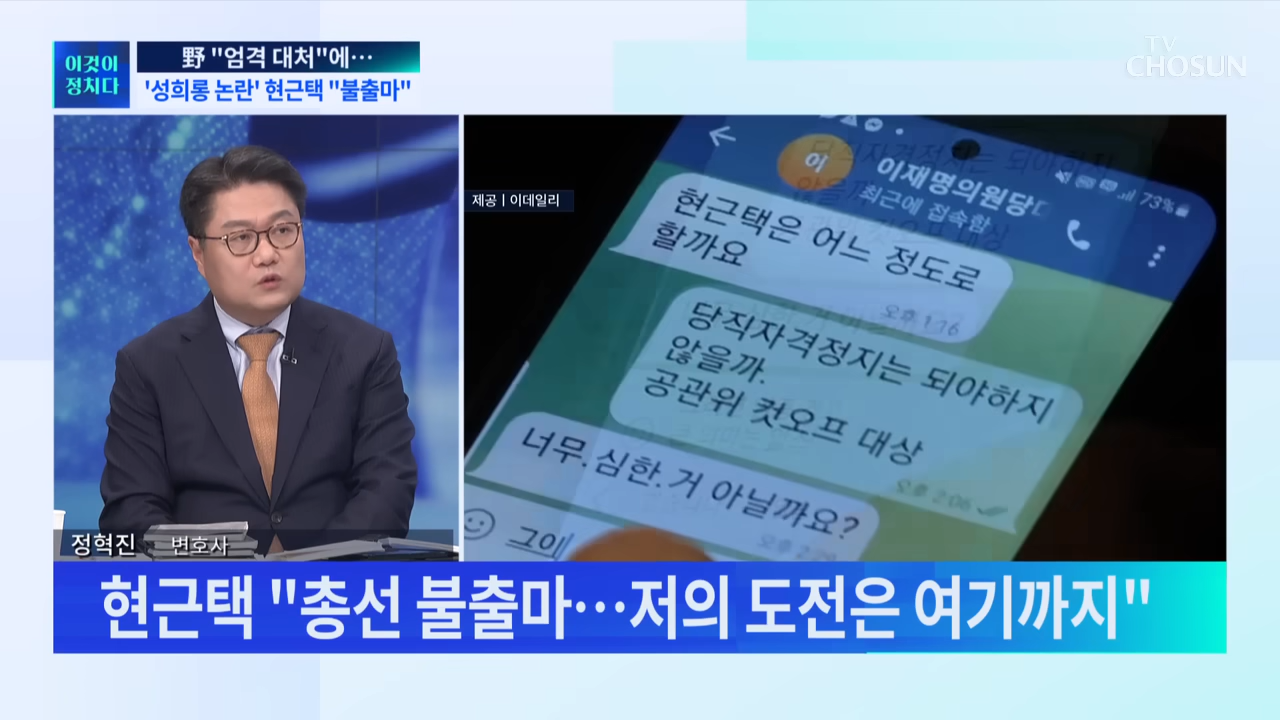 이것이
정치다
野 "엄격 대처"에…
'성희롱 논란' 현근택 "불출마"
TV
CHOSUN
제공 | 이데일리
이
이재명의원당
최근에 접속함
73%
현근택은 어느 정도로
할까요
오후 1:16
당직자격정지는 되야하지
않을까.
공관위 컷오프 대상
오후 2:06
너무.심한.거 아닐까요?
그에
정혁진 변호사
현근택 "총선 불출마…저의 도전은 여기까지"